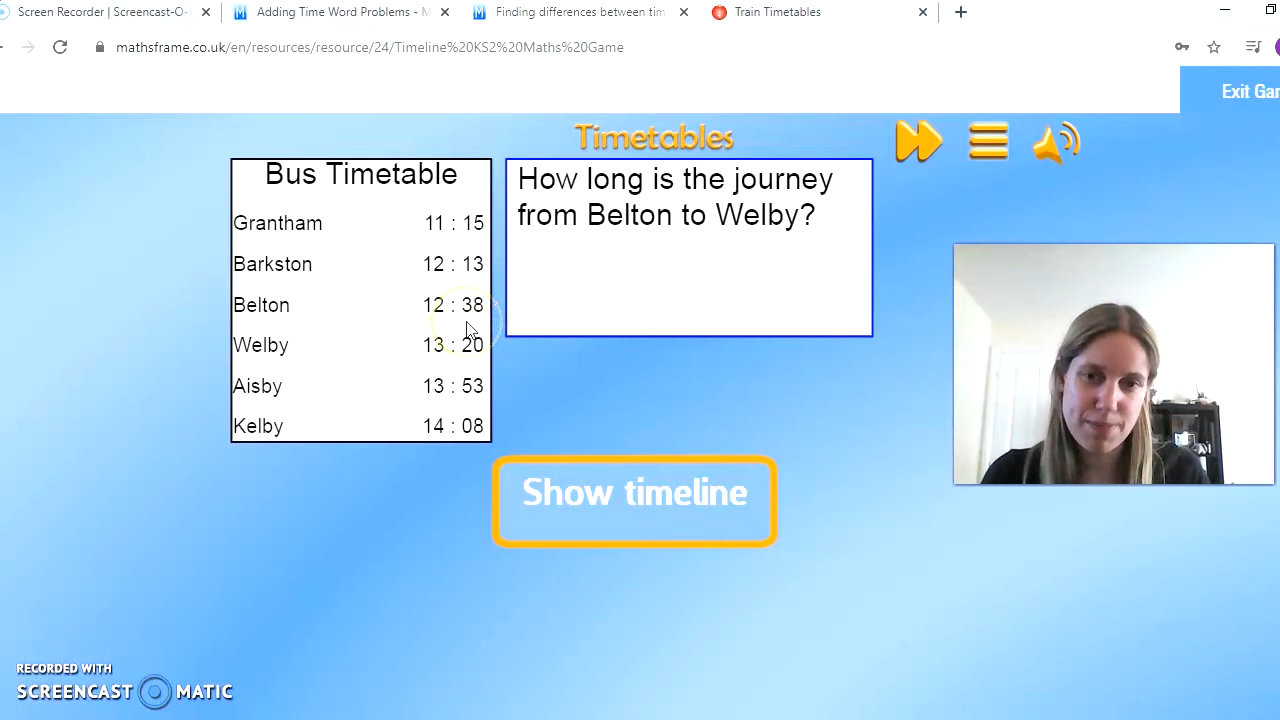 Screen Recorder | Screencast-O-
Adding Time Word Problems - M
Finding differences between tim
Train Timetables
mathsframe.co.uk/en/resources/resource/24/Timeline%20KS2%20Maths%20Game
Exit Gar
Timetables
Bus Timetable
Grantham 11 : 15
Barkston 12 : 13
Belton 12 : 38
Welby 13 : 20
Aisby 13 : 53
Kelby 14 : 08
How long is the journey
from Belton to Welby?
Show timeline
RECORDED WITH
SCREENCAST MATIC